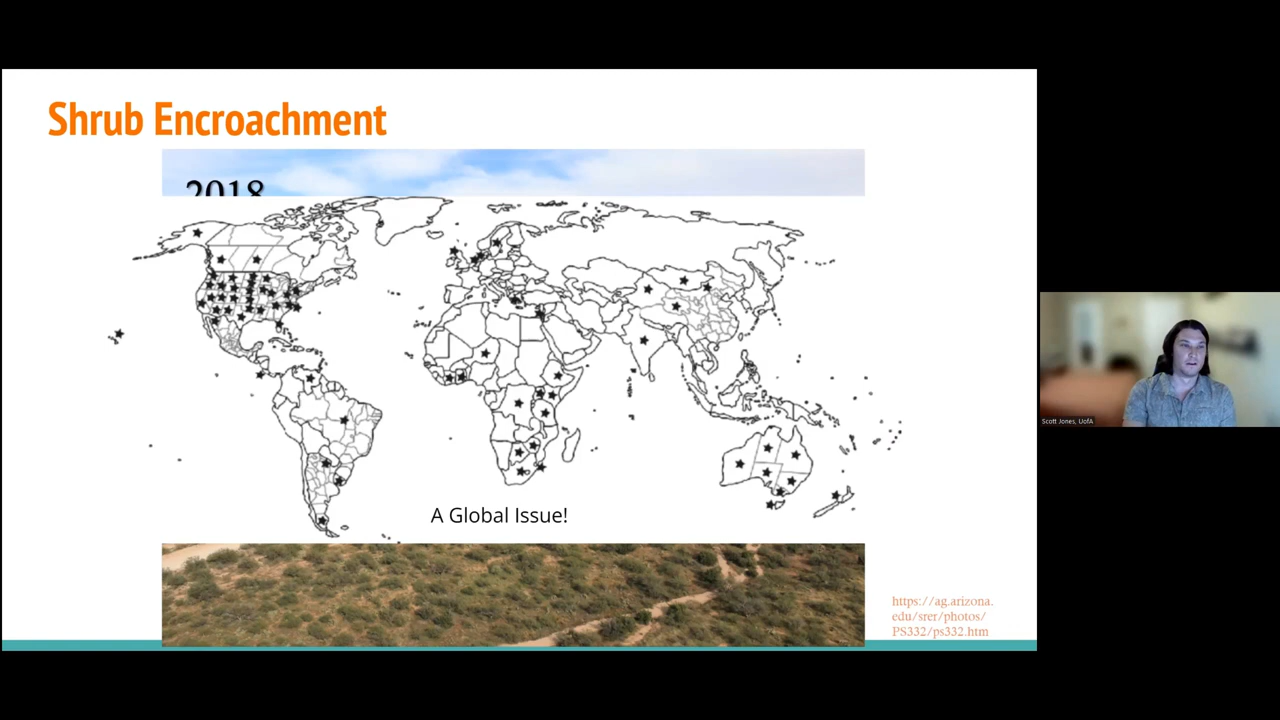 Shrub Encroachment
2018
A Global Issue!
https://ag.arizona.
edu/srer/photos/
PS332/ps332.htm
Scott Jones, UofA